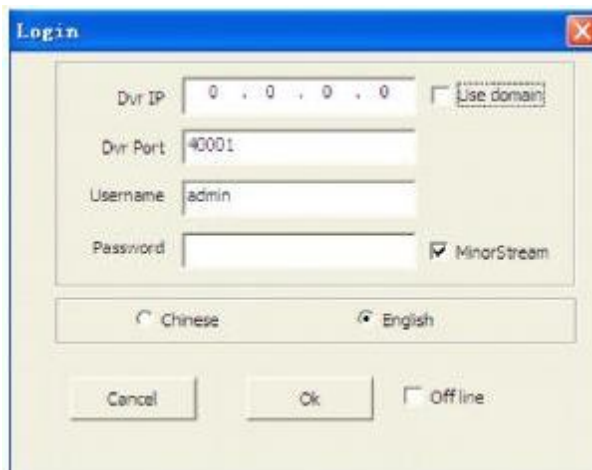 Login
Dvr IP 0 . 0 . 0 . 0 Use domain
Dvr Port 40001
Username admin
Password MinorStream
Chinese English
Cancel Ok Off line